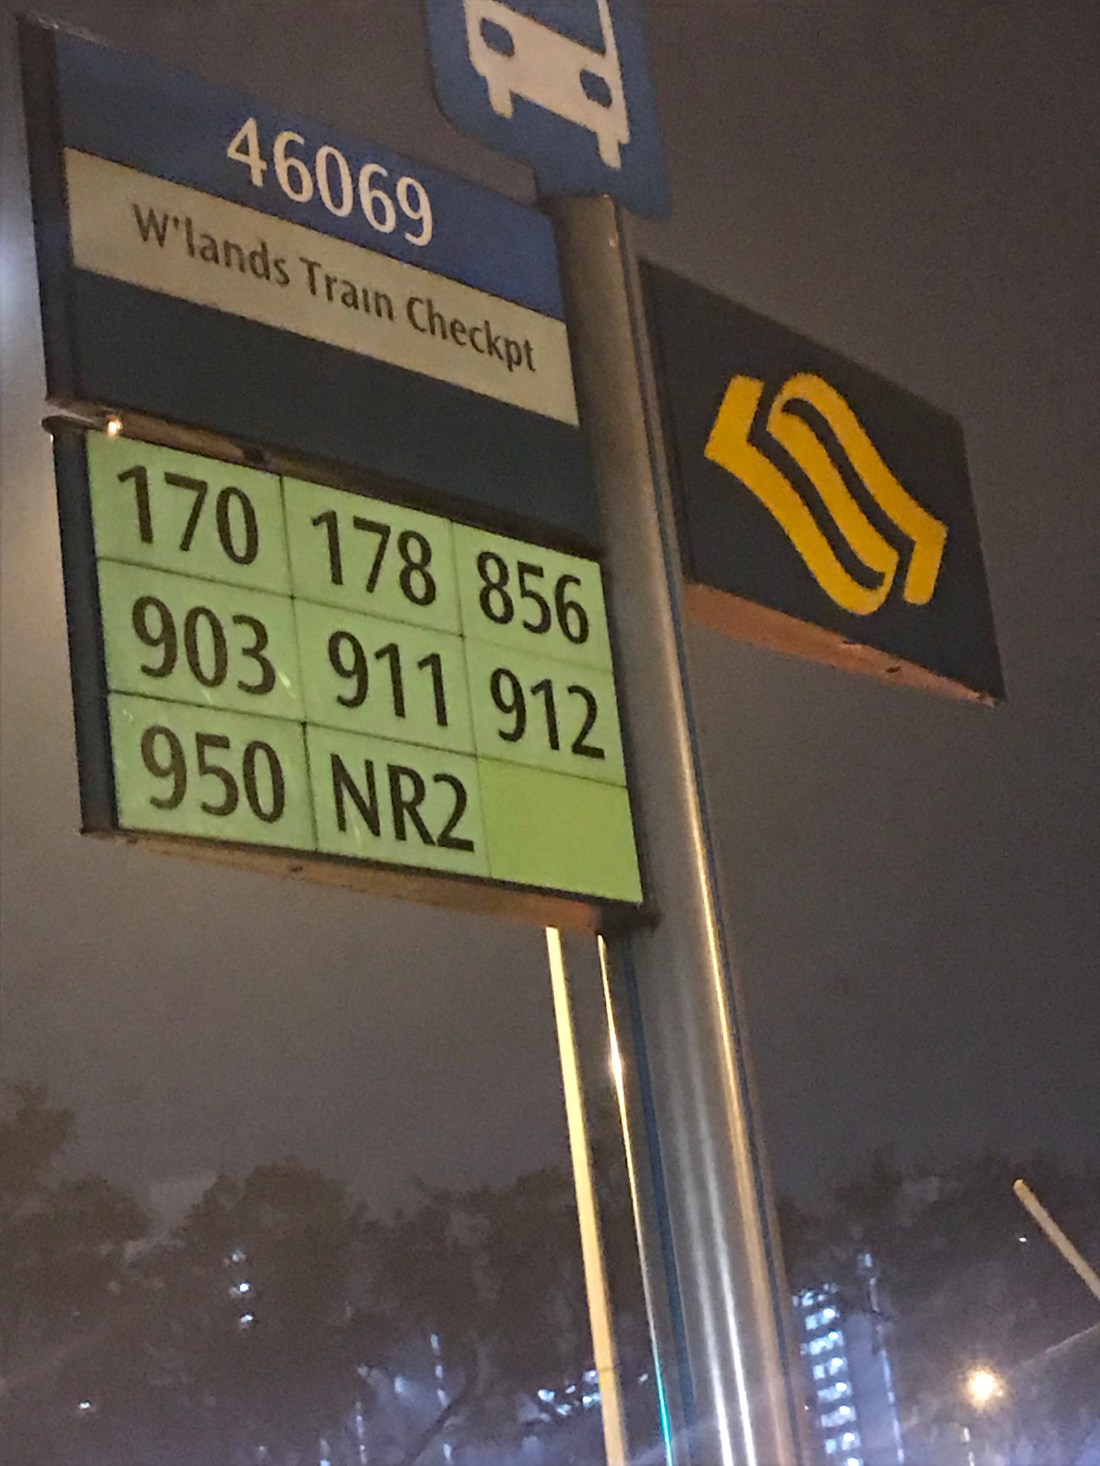 46069
W'lands Train Checkpt
170 178 856
903 911 912
950 NR2